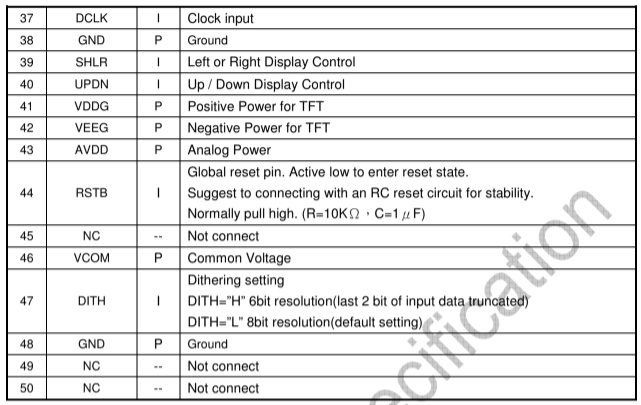 37 DCLK I Clock input
38 GND P Ground
39 SHLR I Left or Right Display Control
40 UPDN I Up / Down Display Control
41 VDDG P Positive Power for TFT
42 VEEG P Negative Power for TFT
43 AVDD P Analog Power
44 RSTB I Global reset pin. Active low to enter reset state.
Suggest to connecting with an RC reset circuit for stability.
Normally pull high. (R=10KΩ，C=1μF)
45 NC -- Not connect
46 VCOM P Common Voltage
47 DITH I Dithering setting
DITH="H" 6bit resolution(last 2 bit of input data truncated)
DITH="L" 8bit resolution(default setting)
48 GND P Ground
49 NC -- Not connect
50 NC -- Not connect
ecification